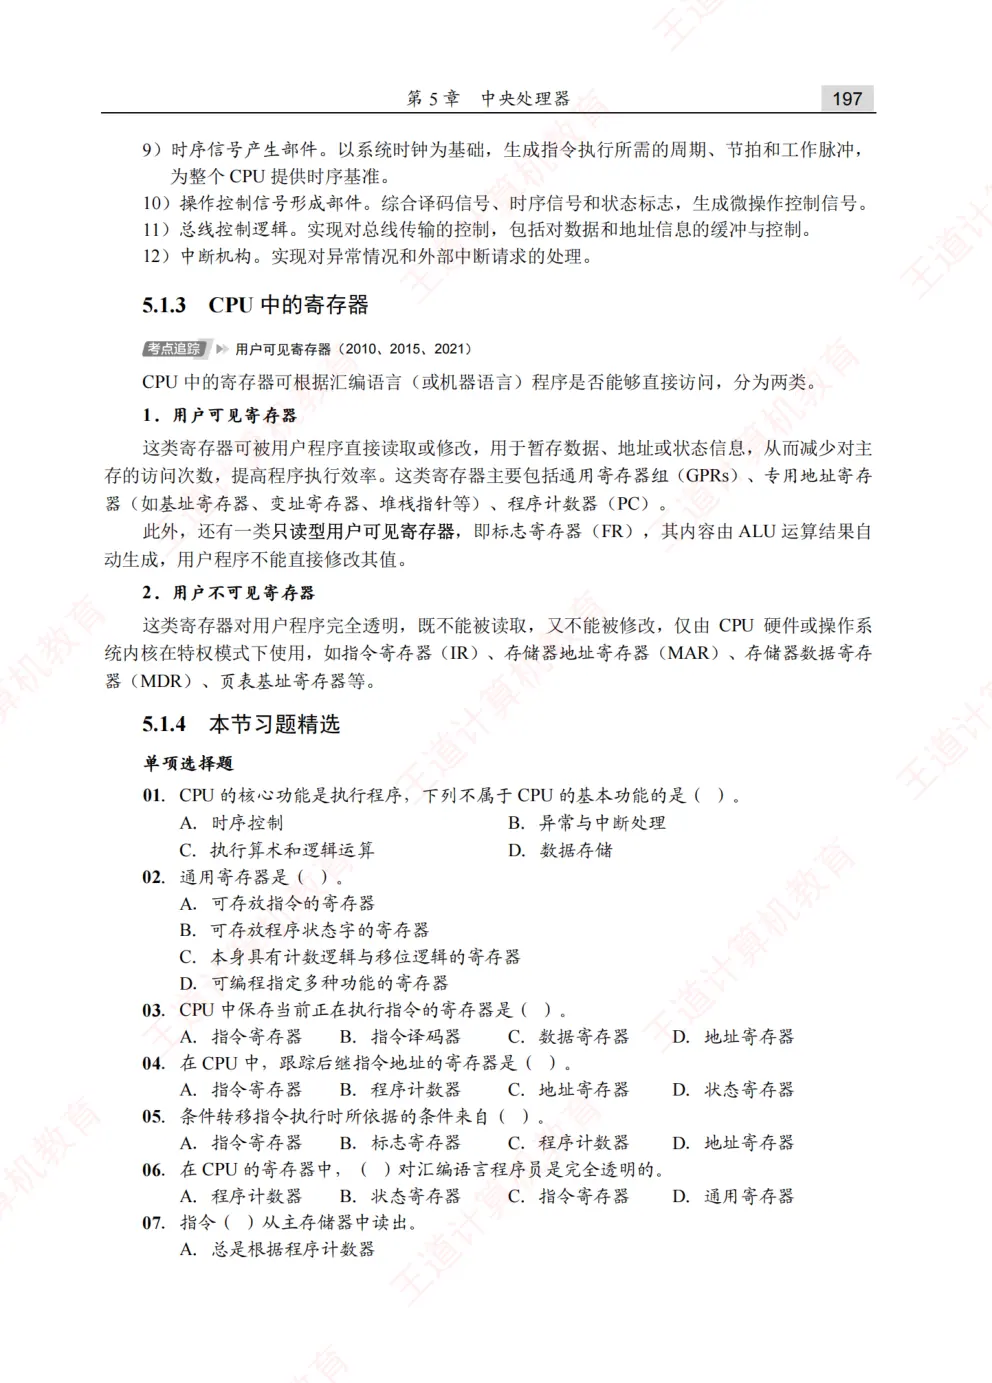 第 5 章 中央处理器 197
9）时序信号产生部件。以系统时钟为基础，生成指令执行所需的周期、节拍和工作脉冲，
为整个 CPU 提供时序基准。
10）操作控制信号形成部件。综合译码信号、时序信号和状态标志，生成微操作控制信号。
11）总线控制逻辑。实现对总线传输的控制，包括对数据和地址信息的缓冲与控制。
12）中断机构。实现对异常情况和外部中断请求的处理。
5.1.3 CPU 中的寄存器
考点追踪 用户可见寄存器（2010、2015、2021）
CPU 中的寄存器可根据汇编语言（或机器语言）程序是否能够直接访问，分为两类。
1．用户可见寄存器
这类寄存器可被用户程序直接读取或修改，用于暂存数据、地址或状态信息，从而减少对主
存的访问次数，提高程序执行效率。这类寄存器主要包括通用寄存器组（GPRs）、专用地址寄存
器（如基址寄存器、变址寄存器、堆栈指针等）、程序计数器（PC）。
此外，还有一类只读型用户可见寄存器，即标志寄存器（FR），其内容由 ALU 运算结果自
动生成，用户程序不能直接修改其值。
2．用户不可见寄存器
这类寄存器对用户程序完全透明，既不能被读取，又不能被修改，仅由 CPU 硬件或操作系
统内核在特权模式下使用，如指令寄存器（IR）、存储器地址寄存器（MAR）、存储器数据寄存
器（MDR）、页表基址寄存器等。
5.1.4 本节习题精选
单项选择题
01. CPU 的核心功能是执行程序，下列不属于 CPU 的基本功能的是（ ）。
A. 时序控制 B. 异常与中断处理
C. 执行算术和逻辑运算 D. 数据存储
02. 通用寄存器是（ ）。
A. 可存放指令的寄存器
B. 可存放程序状态字的寄存器
C. 本身具有计数逻辑与移位逻辑的寄存器
D. 可编程指定多种功能的寄存器
03. CPU 中保存当前正在执行指令的寄存器是（ ）。
A. 指令寄存器 B. 指令译码器 C. 数据寄存器 D. 地址寄存器
04. 在 CPU 中，跟踪后继指令地址的寄存器是（ ）。
A. 指令寄存器 B. 程序计数器 C. 地址寄存器 D. 状态寄存器
05. 条件转移指令执行时所依据的条件来自（ ）。
A. 指令寄存器 B. 标志寄存器 C. 程序计数器 D. 地址寄存器
06. 在 CPU 的寄存器中，（ ）对汇编语言程序员是完全透明的。
A. 程序计数器 B. 状态寄存器 C. 指令寄存器 D. 通用寄存器
07. 指令（ ）从主存储器中读出。
A. 总是根据程序计数器
王道计算机教育